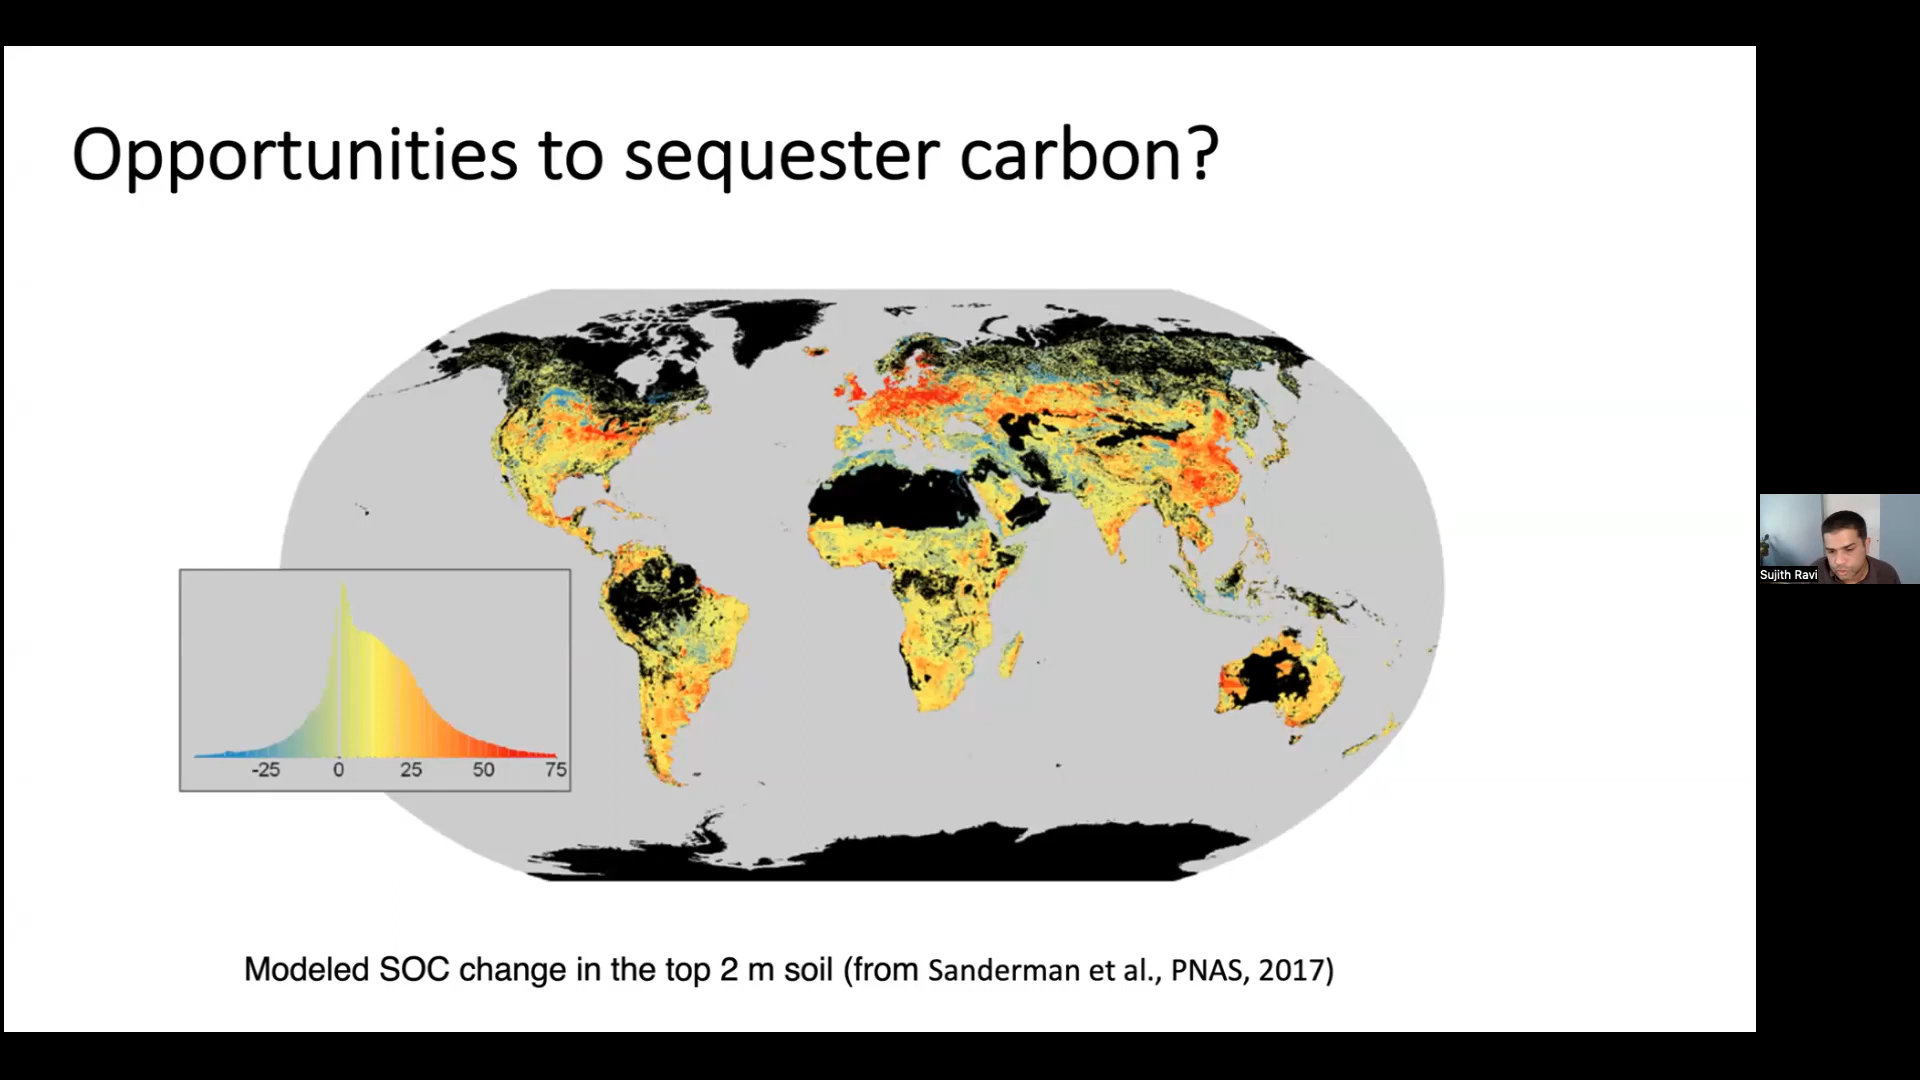 Opportunities to sequester carbon?
-25 0 25 50 75
Modeled SOC change in the top 2 m soil (from Sanderman et al., PNAS, 2017)
Sujith Ravi